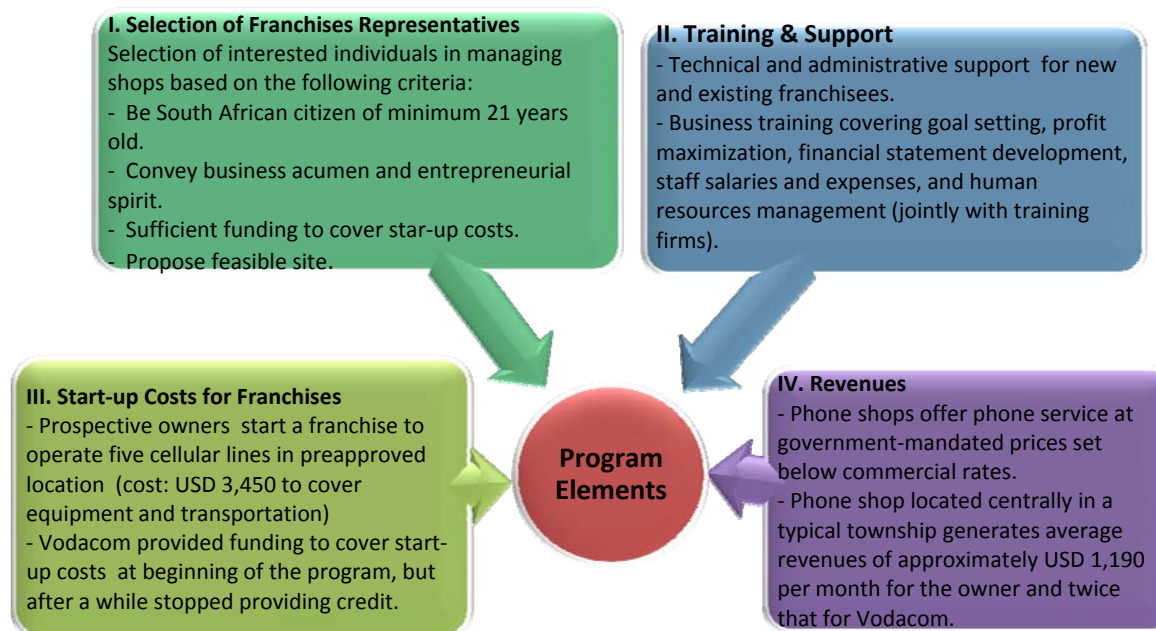 I. Selection of Franchises Representatives
Selection of interested individuals in managing
shops based on the following criteria:
- Be South African citizen of minimum 21 years
old.
- Convey business acumen and entrepreneurial
spirit.
- Sufficient funding to cover star-up costs.
- Propose feasible site.
II. Training & Support
- Technical and administrative support for new
and existing franchisees.
- Business training covering goal setting, profit
maximization, financial statement development,
staff salaries and expenses, and human
resources management (jointly with training
firms).
III. Start-up Costs for Franchises
- Prospective owners start a franchise to
operate five cellular lines in preapproved
location (cost: USD 3,450 to cover
equipment and transportation)
- Vodacom provided funding to cover start-
up costs at beginning of the program, but
after a while stopped providing credit.
Program
Elements
IV. Revenues
- Phone shops offer phone service at
government-mandated prices set
below commercial rates.
- Phone shop located centrally in a
typical township generates average
revenues of approximately USD 1,190
per month for the owner and twice
that for Vodacom.